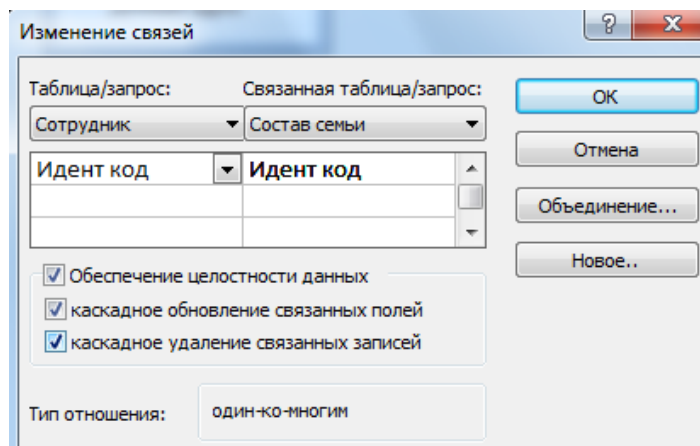 Изменение связей
Таблица/запрос: Связанная таблица/запрос:
Сотрудник Состав семьи
Идент код Идент код
Обеспечение целостности данных
каскадное обновление связанных полей
каскадное удаление связанных записей
Тип отношения: один-ко-многим
ОК
Отмена
Объединение...
Новое..